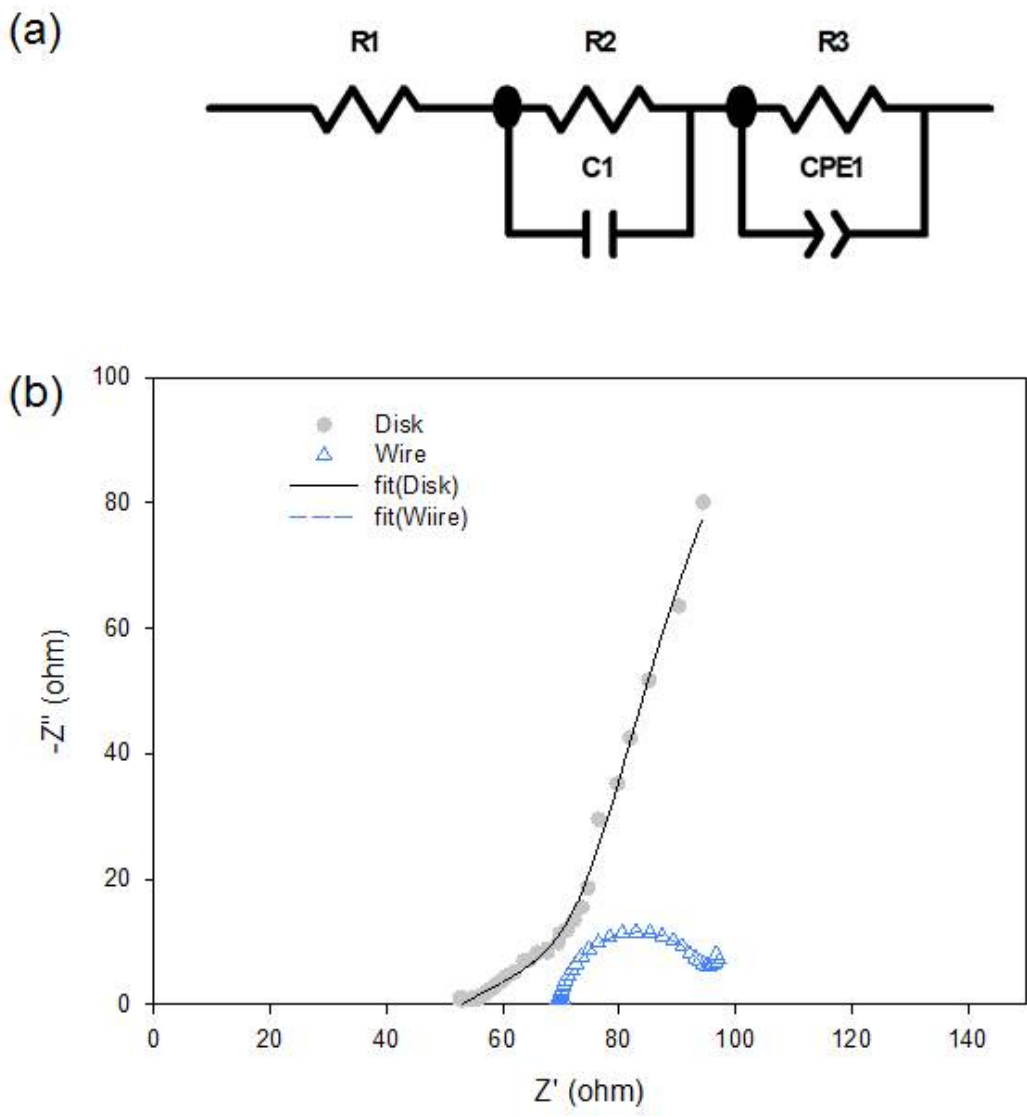 (a)
R1 R2 R3
C1 CPE1
(b)
100
80
60
40
20
0
-Z'' (ohm)
Disk
Wire
fit(Disk)
fit(Wiire)
0 20 40 60 80 100 120 140
Z' (ohm)